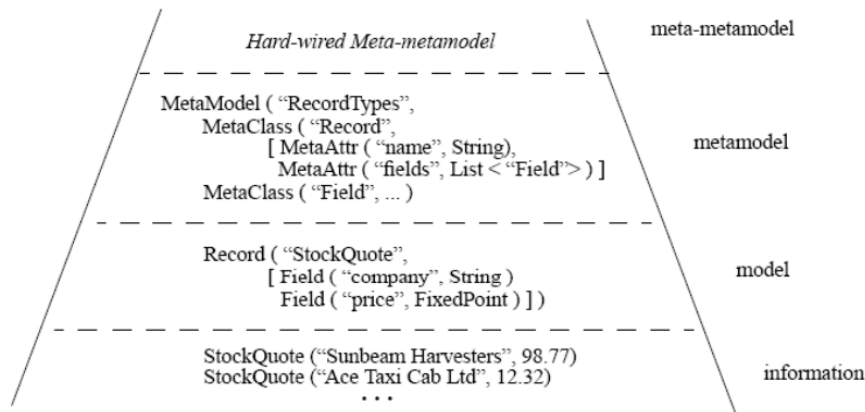 Hard-wired Meta-metamodel
meta-metamodel
MetaModel ( “RecordTypes”,
MetaClass ( “Record”,
[ MetaAttr ( “name”, String),
MetaAttr ( “fields”, List < “Field”> ) ]
MetaClass ( “Field”, ... )
metamodel
Record ( “StockQuote”,
[ Field ( “company”, String )
Field ( “price”, FixedPoint ) ] )
model
StockQuote (“Sunbeam Harvesters”, 98.77)
StockQuote (“Ace Taxi Cab Ltd”, 12.32)
• • •
information